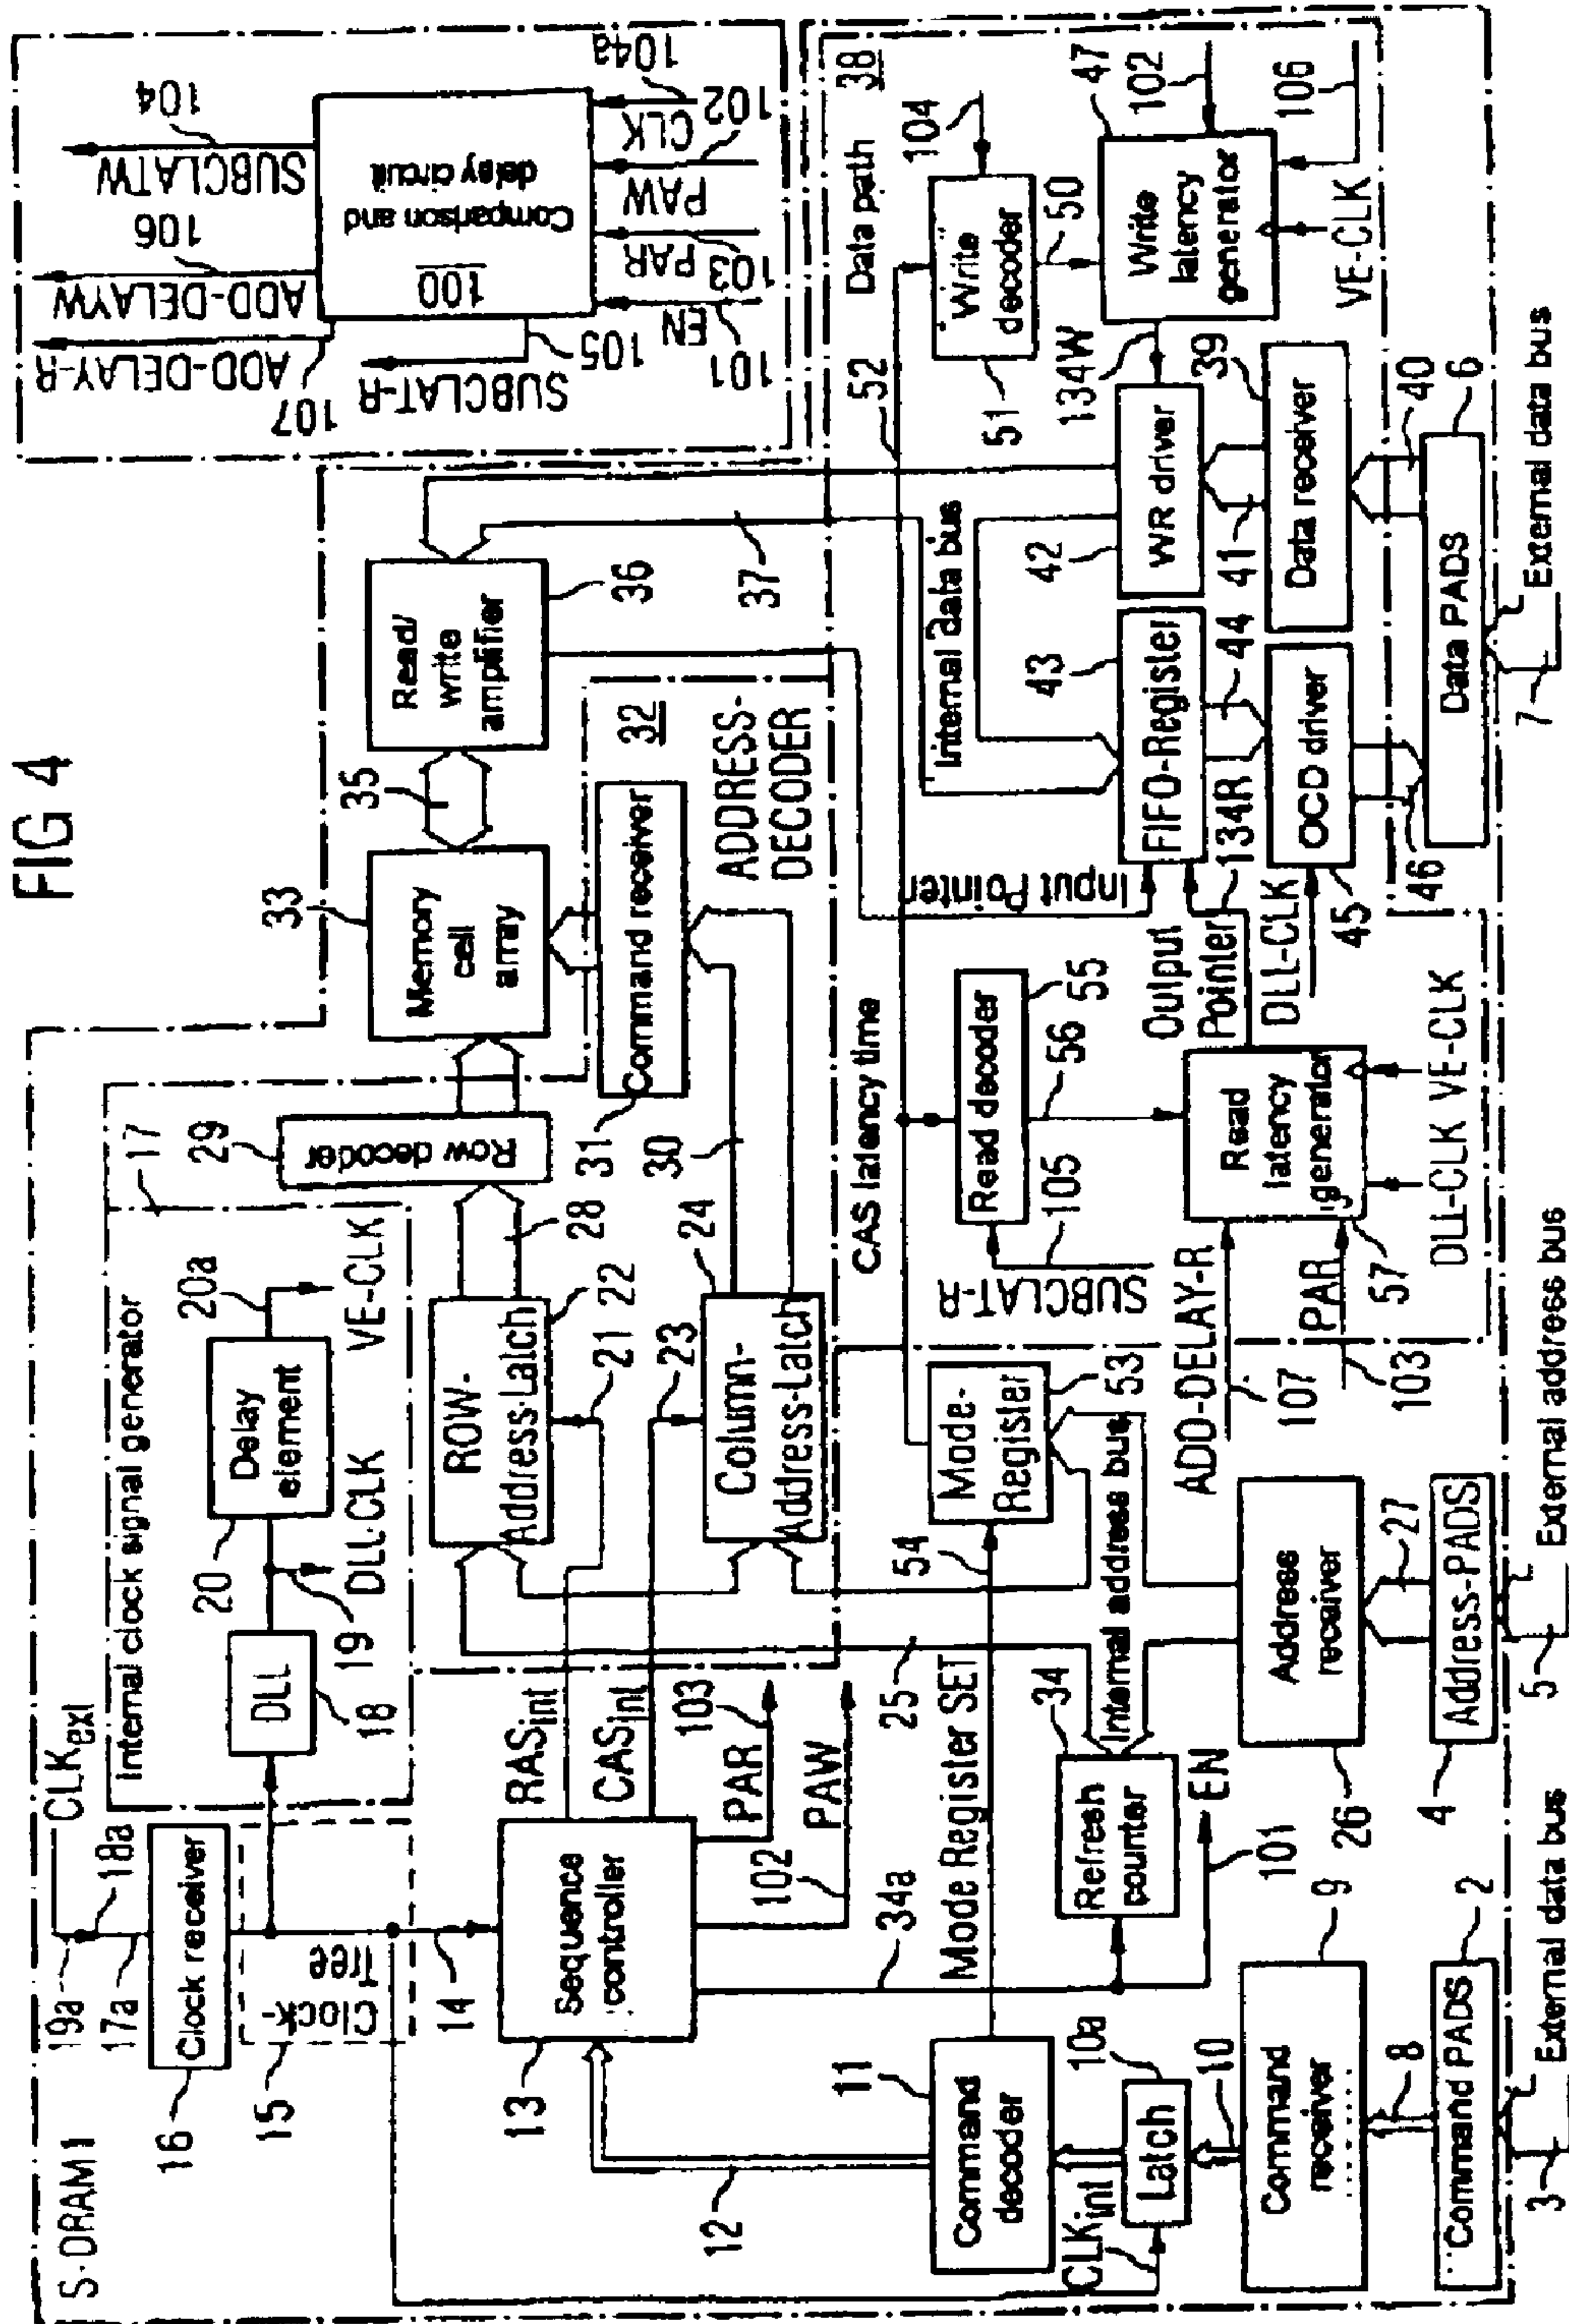 FIG 4
S-DRAM1
19a
CLKext
18a
17a
16
Clock receiver
15
Clock-
Tree
14
Internal clock signal generator
17
DLL
18
19
DLL-CLK
20
Delay
element
20a
VE-CLK
13
Sequence
controller
RASint
CASint
PAR
103
PAW
102
34a
12
11
Command
decoder
CLKint
10a
Latch
10
Command
receiver
9
8
Command PADS
2
3
External data bus
ROW-
Address-Latch
22
21
23
24
Column-
Address-Latch
28
29
Row decoder
30
31
Command receiver
32
ADDRESS-
DECODER
33
Memory
cell
array
35
Read/
write
amplifier
36
37
25
Mode Register SET
54
Mode-
Register
53
Internal address bus
34
Refresh
counter
EN
101
Address
receiver
26
27
Address-PADS
4
5
External address bus
CAS latency time
52
SUBCLAT-R
105
Read decoder
55
56
ADD-DELAY-R
107
PAR
103
57
Read
latency
generator
DLL-CLK
VE-CLK
Output
Pointer
134R
Input Pointer
Internal data bus
FIFO-Register
43
44
DLL-CLK
OCD driver
45
46
42
WR driver
41
Data receiver
39
40
Data PADS
6
7
External data bus
134W
Data path
38
Write
decoder
51
50
104
Write
latency
generator
47
102
106
VE-CLK
100
Comparison and
delay circuit
EN
101
PAR
103
PAW
102
CLK
104a
SUBCLAT-R
105
107
ADD-DELAY-R
ADD-DELAYW
106
SUBCLATW
104